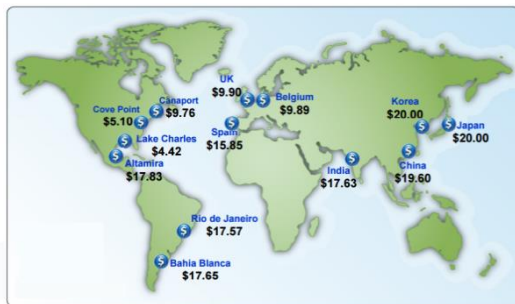 UK
$9.90
Belgium
$9.89
Canaport
$9.76
Cove Point
$5.10
Korea
$20.00
Japan
$20.00
Spain
$15.85
Lake Charles
$4.42
Altamira
$17.83
India
$17.63
China
$19.60
Rio de Janeiro
$17.57
Bahia Blanca
$17.65